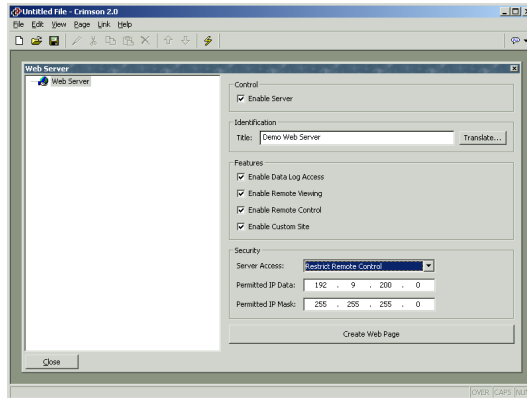 Untitled File - Crimson 2.0
File Edit View Page Link Help
Web Server
Web Server
Control
Enable Server
Identification
Title: Demo Web Server Translate...
Features
Enable Data Log Access
Enable Remote Viewing
Enable Remote Control
Enable Custom Site
Security
Server Access: Restrict Remote Control
Permitted IP Data: 192 . 9 . 200 . 0
Permitted IP Mask: 255 . 255 . 255 . 0
Create Web Page
Close
OVER CAPS NU